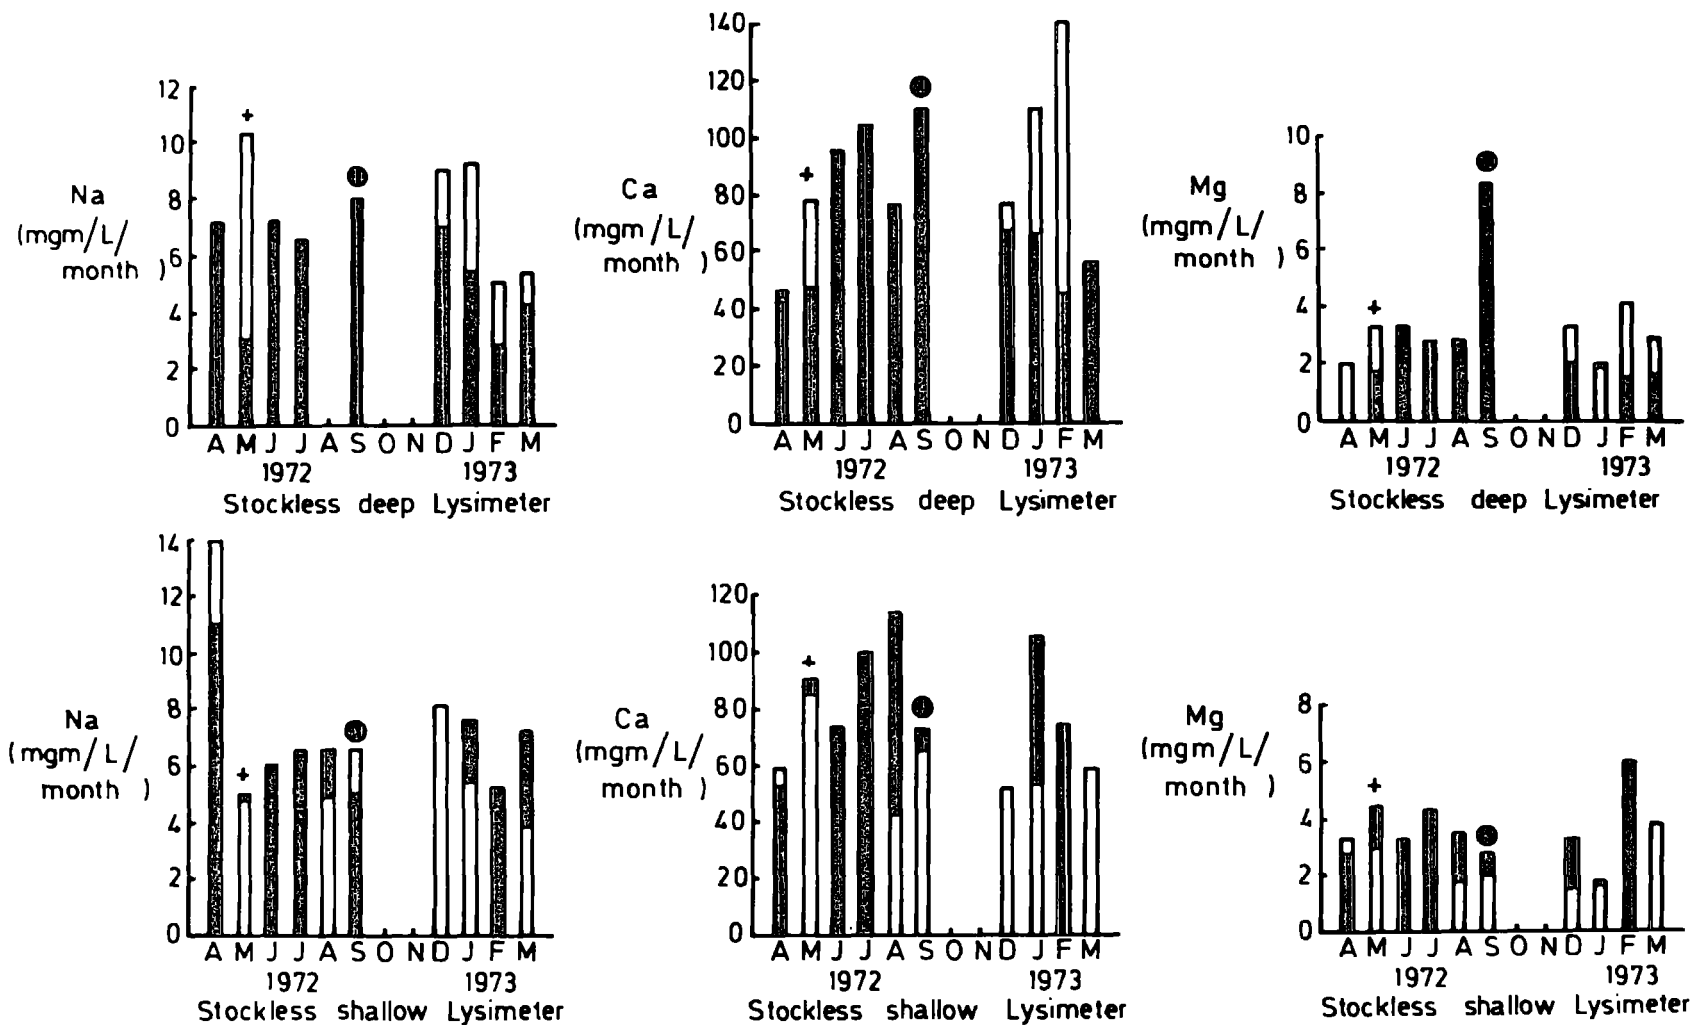 12
10
8
6
4
2
0
Na
(mgm/L/
month )
+
A M J J A S O N D J F M
1972 1973
Stockless deep Lysimeter
140
120
100
80
60
40
20
0
Ca
(mgm/L/
month )
+
A M J J A S O N D J F M
1972 1973
Stockless deep Lysimeter
10
8
6
4
2
0
Mg
(mgm/L/
month )
+
A M J J A S O N D J F M
1972 1973
Stockless deep Lysimeter
14
12
10
8
6
4
2
0
Na
(mgm/L/
month )
+
A M J J A S O N D J F M
1972 1973
Stockless shallow Lysimeter
120
100
80
60
40
20
0
Ca
(mgm/L/
month )
+
A M J J A S O N D J F M
1972 1973
Stockless shallow Lysimeter
8
6
4
2
0
Mg
(mgm/L/
month )
+
A M J J A S O N D J F M
1972 1973
Stockless shallow Lysimeter